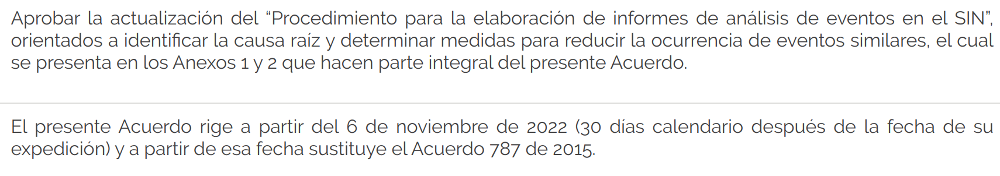 Aprobar la actualización del “Procedimiento para la elaboración de informes de análisis de eventos en el SIN”,
orientados a identificar la causa raíz y determinar medidas para reducir la ocurrencia de eventos similares, el cual
se presenta en los Anexos 1 y 2 que hacen parte integral del presente Acuerdo.
El presente Acuerdo rige a partir del 6 de noviembre de 2022 (30 días calendario después de la fecha de su
expedición) y a partir de esa fecha sustituye el Acuerdo 787 de 2015.